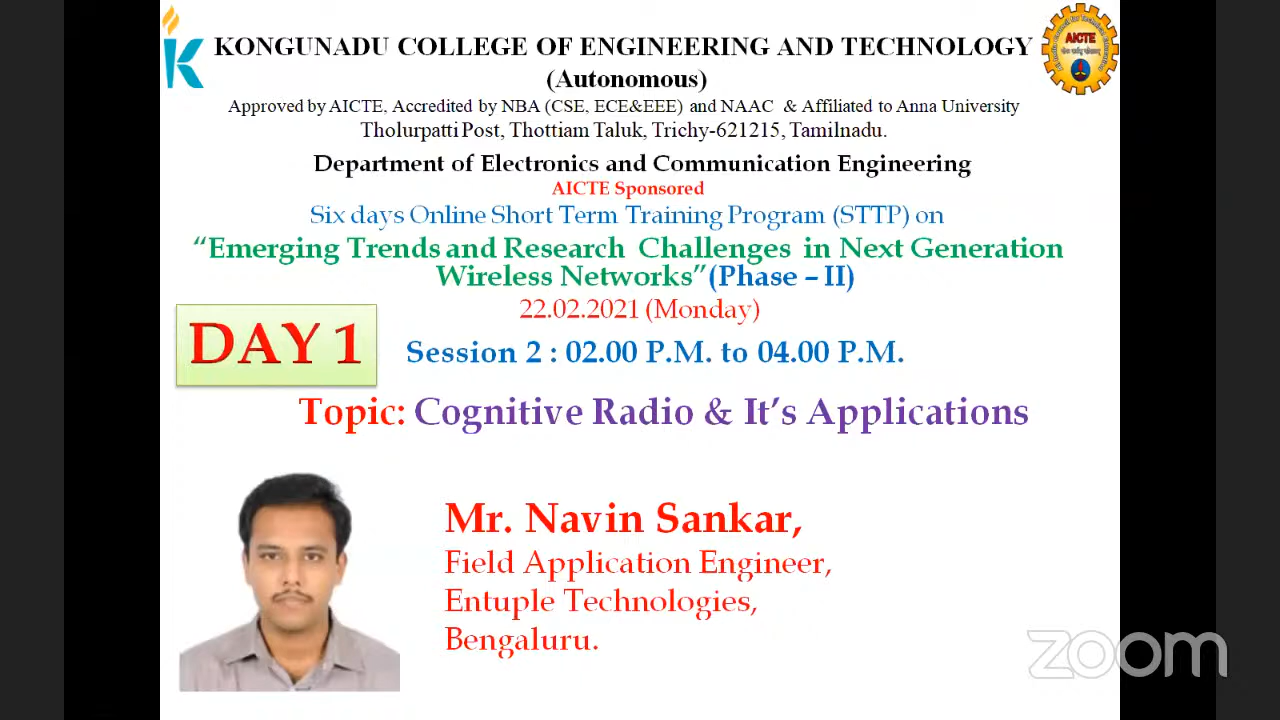 KONGUNADU COLLEGE OF ENGINEERING AND TECHNOLOGY
(Autonomous)
Approved by AICTE, Accredited by NBA (CSE, ECE&EEE) and NAAC & Affiliated to Anna University
Tholurpatti Post, Thottiam Taluk, Trichy-621215, Tamilnadu.
Department of Electronics and Communication Engineering
AICTE Sponsored
Six days Online Short Term Training Program (STTP) on
“Emerging Trends and Research Challenges in Next Generation
Wireless Networks”(Phase – II)
22.02.2021 (Monday)
DAY 1
Session 2 : 02.00 P.M. to 04.00 P.M.
Topic: Cognitive Radio & It’s Applications
Mr. Navin Sankar,
Field Application Engineer,
Entuple Technologies,
Bengaluru.
AICTE
zoom